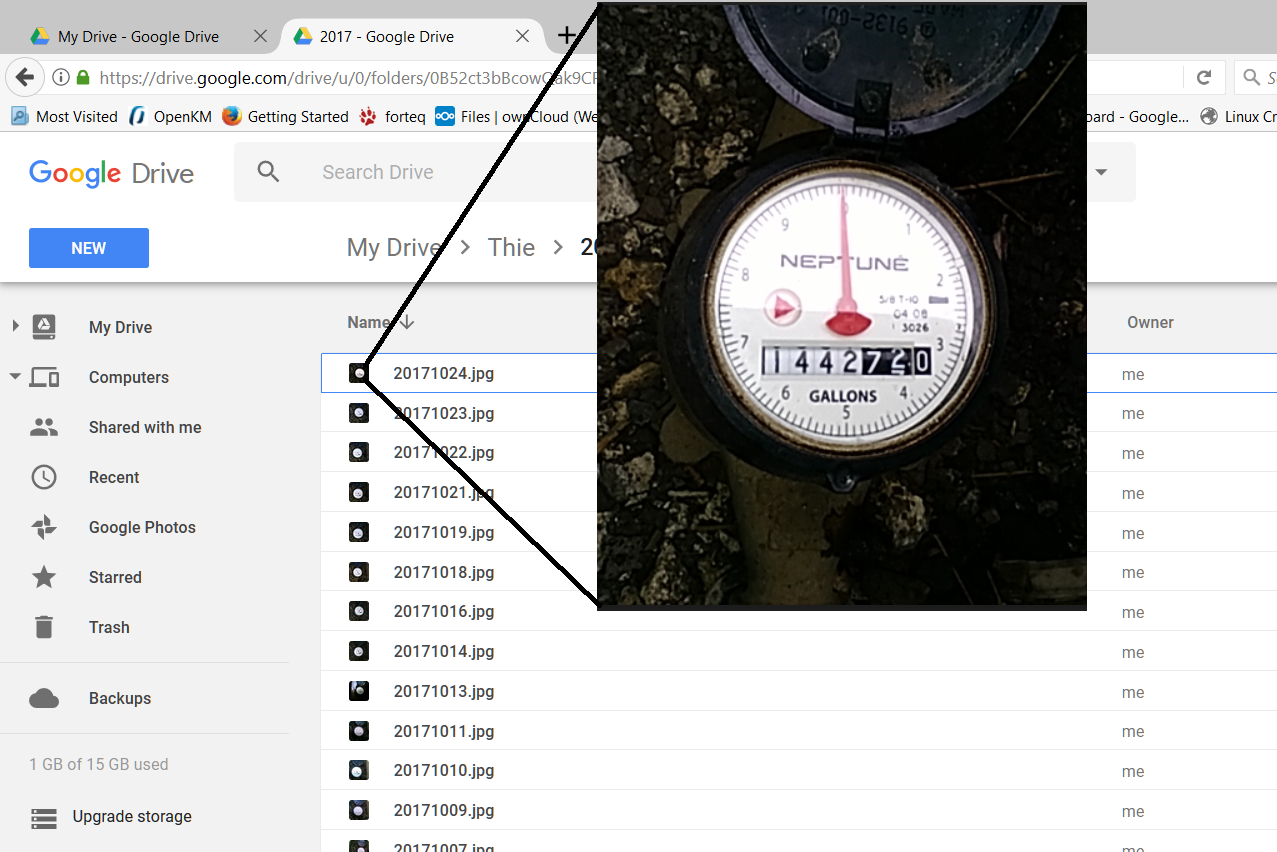 My Drive - Google Drive
2017 - Google Drive
https://drive.google.com/drive/u/0/folders/0B52ct3bBcow
Most Visited
OpenKM
Getting Started
forteq
Files | ownCloud (We
oard - Google...
Linux Cr
Google Drive
Search Drive
NEW
My Drive > Thie > 20
Name
Owner
My Drive
Computers
Shared with me
Recent
Google Photos
Starred
Trash
Backups
1 GB of 15 GB used
Upgrade storage
20171024.jpg me
20171023.jpg me
20171022.jpg me
20171021.jpg me
20171019.jpg me
20171018.jpg me
20171016.jpg me
20171014.jpg me
20171013.jpg me
20171011.jpg me
20171010.jpg me
20171009.jpg me
20171007.jpg me
9132-001
0
9 1
NEPTUNE
8 2
5/8 T-10
04 08
3026
7 3
1442720
6 GALLONS 4
5